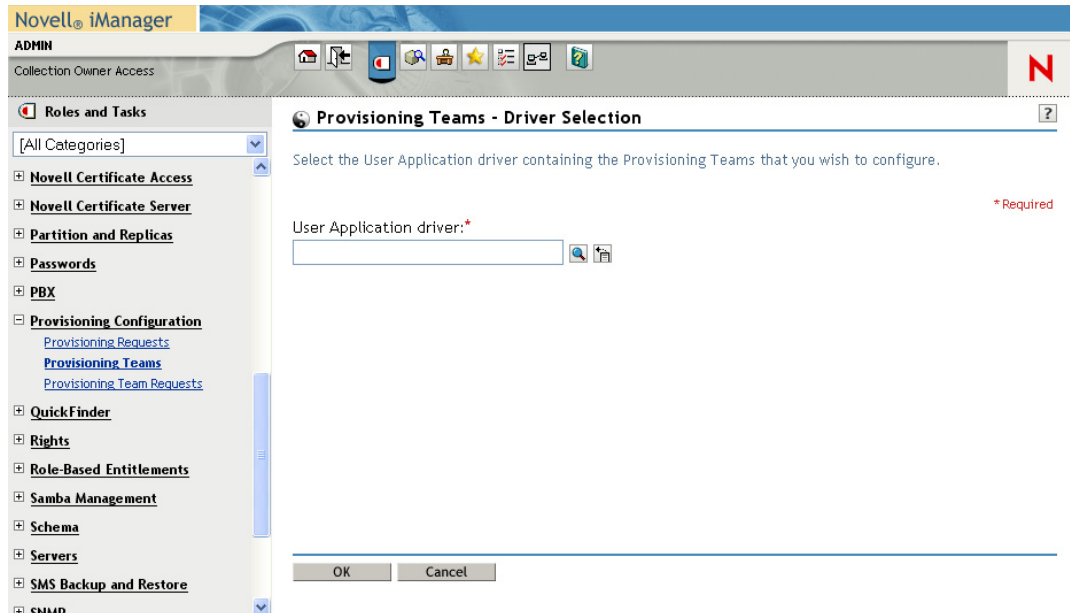 Novell® iManager
ADMIN
Collection Owner Access
N
Roles and Tasks
[All Categories]
Novell Certificate Access
Novell Certificate Server
Partition and Replicas
Passwords
PBX
Provisioning Configuration
Provisioning Requests
Provisioning Teams
Provisioning Team Requests
QuickFinder
Rights
Role-Based Entitlements
Samba Management
Schema
Servers
SMS Backup and Restore
SNMP
Provisioning Teams - Driver Selection
?
Select the User Application driver containing the Provisioning Teams that you wish to configure.
*Required
User Application driver:*
OK
Cancel